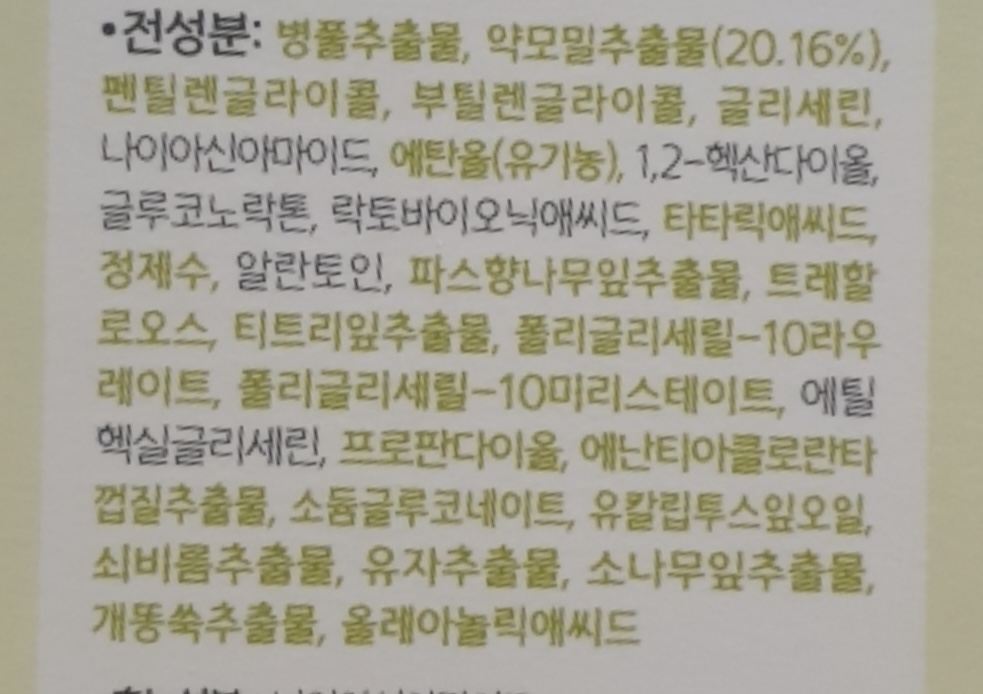 •전성분: 병풀추출물, 약모밀추출물(20.16%),
펜틸렌글라이콜, 부틸렌글라이콜, 글리세린,
나이아신아마이드, 에탄올(유기농), 1,2-헥산다이올,
글루코노락톤, 락토바이오닉애씨드, 타타릭애씨드,
정제수, 알란토인, 파스향나무잎추출물, 트레할
로오스, 티트리잎추출물, 폴리글리세릴-10라우
레이트, 폴리글리세릴-10미리스테이트, 에틸
헥실글리세린, 프로판다이올, 에난티아클로란타
껍질추출물, 소듐글루코네이트, 유칼립투스잎오일,
쇠비름추출물, 유자추출물, 소나무잎추출물,
개똥쑥추출물, 올레아놀릭애씨드